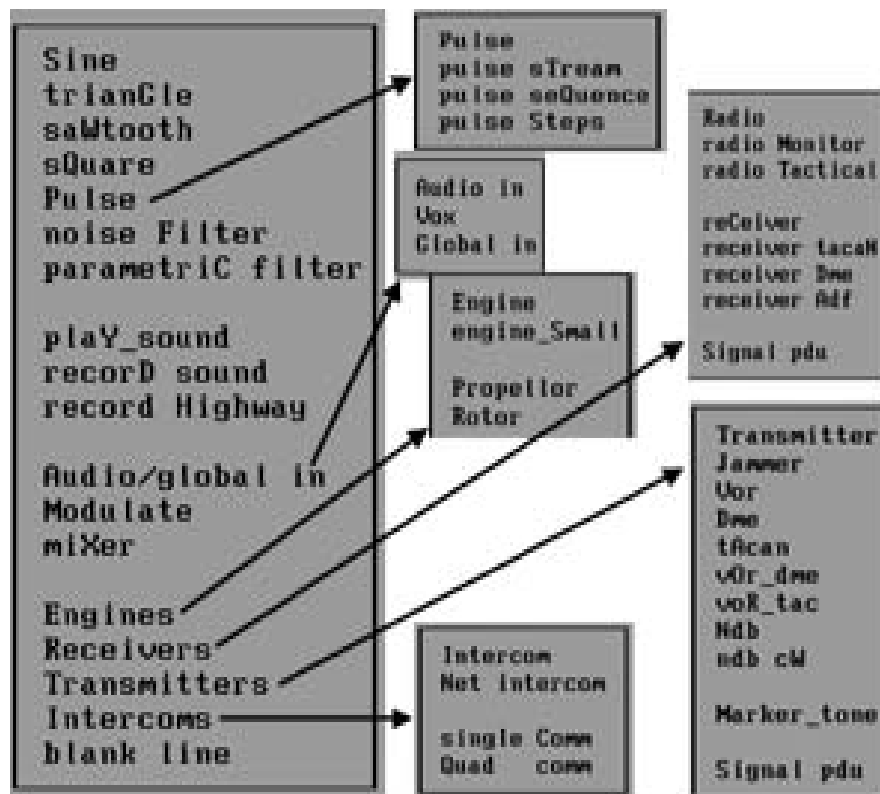 Sine
trianGle
saWtooth
sQuare
Pulse
noise Filter
parametriC filter
plaY_sound
recorD sound
record Highway
Audio/global in
Modulate
miXer
Engines
Receivers
Transmitters
Intercoms
blank line
Pulse
pulse sTream
pulse seQuence
pulse Steps
Audio in
Vox
Global in
Engine
engine_Small
Propellor
Rotor
Intercom
Net intercom
single Comm
Quad comm
Radio
radio Monitor
radio Tactical
reCeiver
receiver tacaN
receiver Dme
receiver Adf
Signal pdu
Transmitter
Jammer
Vor
Dme
tAcan
vOr_dme
voR_tac
Ndb
ndb cW
Marker_tone
Signal pdu